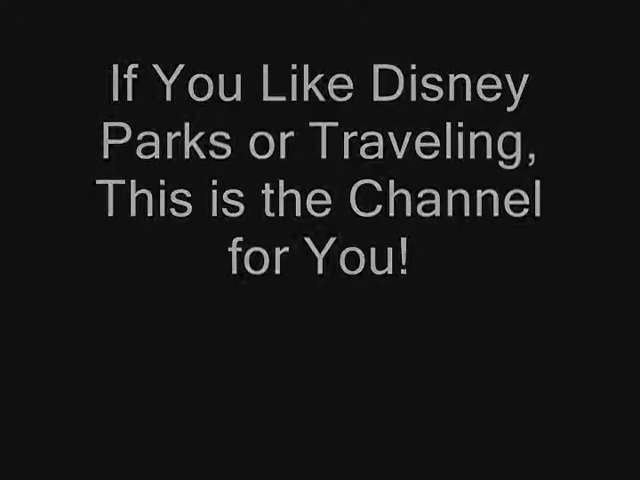 If You Like Disney
Parks or Traveling,
This is the Channel
for You!